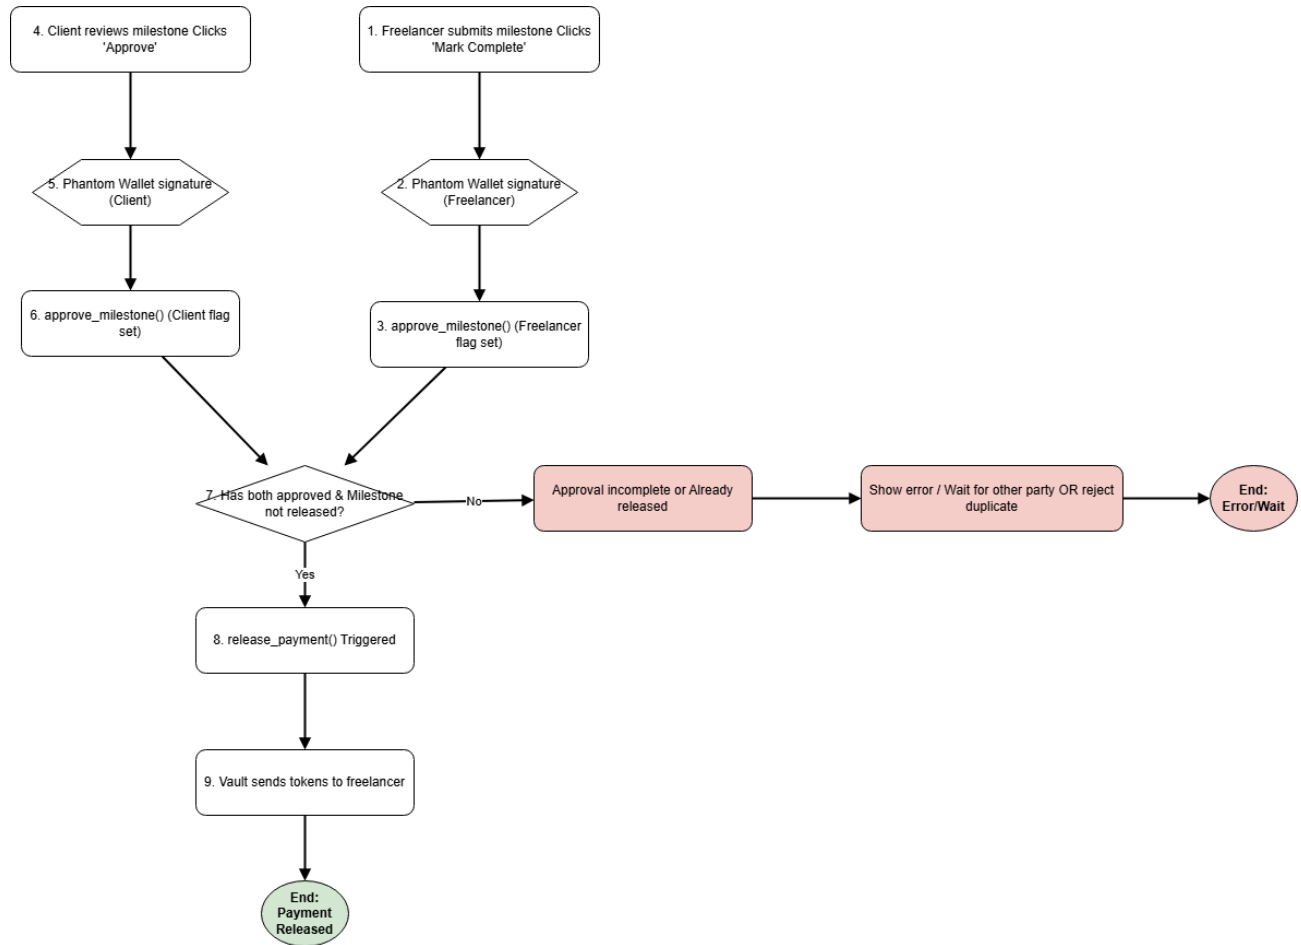 4. Client reviews milestone Clicks
'Approve'
1. Freelancer submits milestone Clicks
'Mark Complete'
5. Phantom Wallet signature
(Client)
2. Phantom Wallet signature
(Freelancer)
6. approve_milestone() (Client flag
set)
3. approve_milestone() (Freelancer
flag set)
7. Has both approved & Milestone
not released?
No
Approval incomplete or Already
released
Show error / Wait for other party OR reject
duplicate
End:
Error/Wait
Yes
8. release_payment() Triggered
9. Vault sends tokens to freelancer
End:
Payment
Released